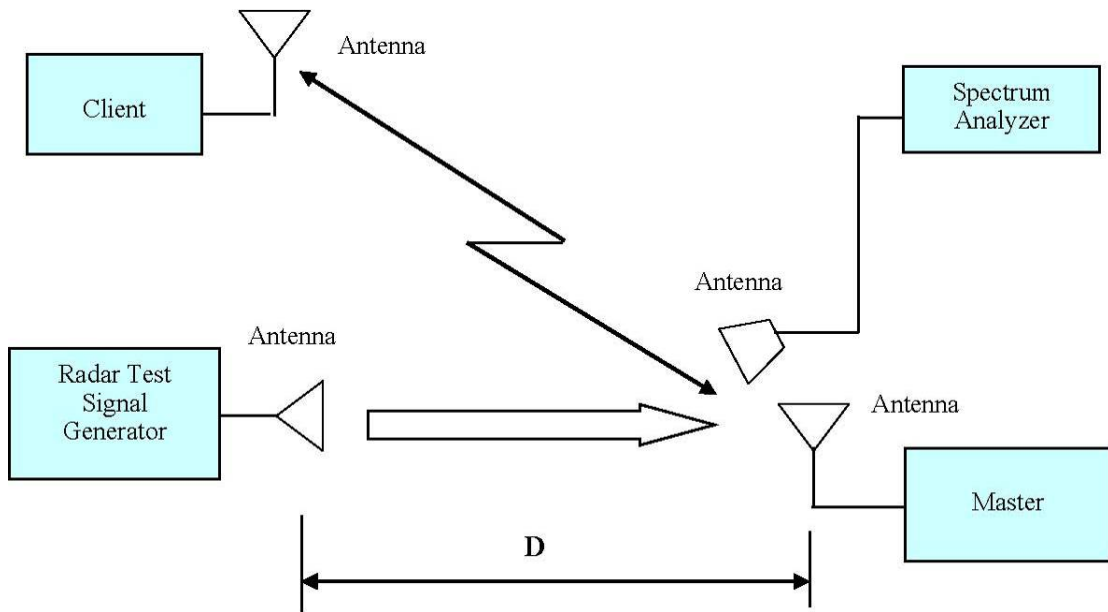 Antenna
Client
Spectrum
Analyzer
Antenna
Antenna
Radar Test
Signal
Generator
Antenna
Master
D